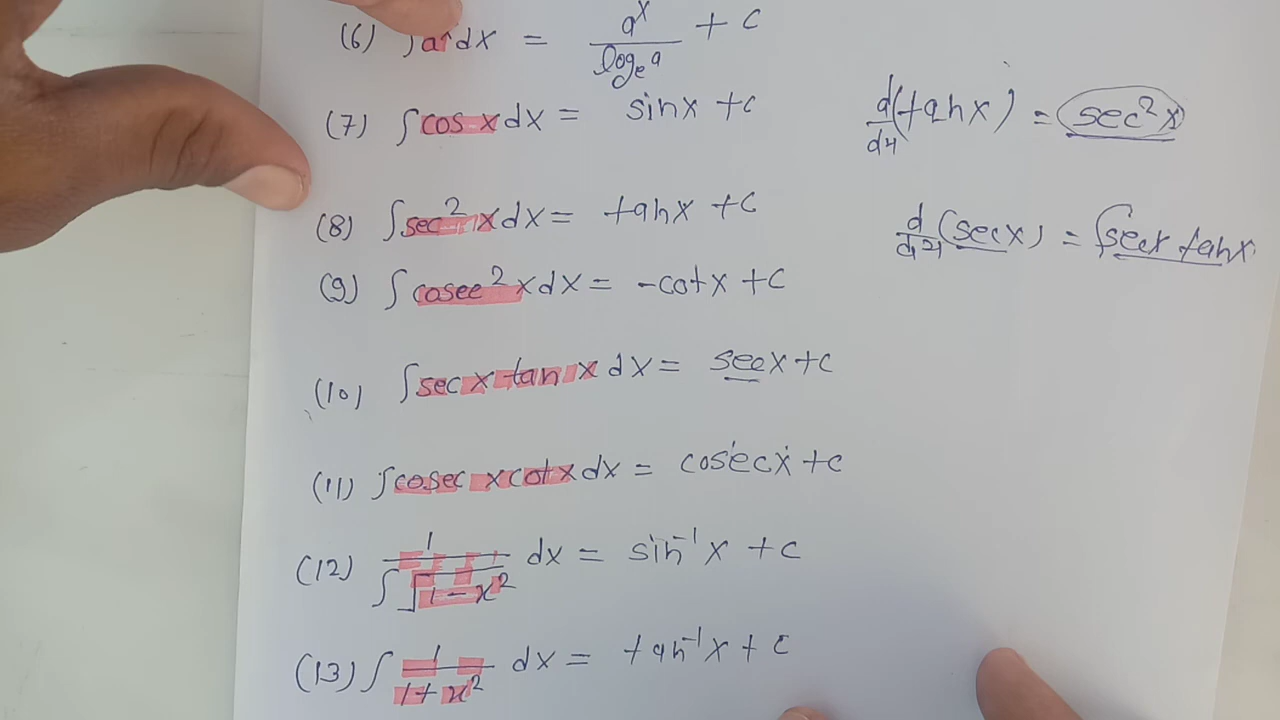 (6) ∫aˣdx = aˣ/logₑa + c
(7) ∫cos x dx = sinx + c
(8) ∫sec²x dx = tanx + c
(9) ∫cosec²x dx = -cotx + c
(10) ∫sec x tan x dx = secx + c
(11) ∫cosec x cot x dx = cosecx + c
(12) ∫1/√1-x² dx = sin⁻¹x + c
(13) ∫1/1+x² dx = tan⁻¹x + c
d/dx(tanx) = sec²x
d/dx(secx) = secx tanx